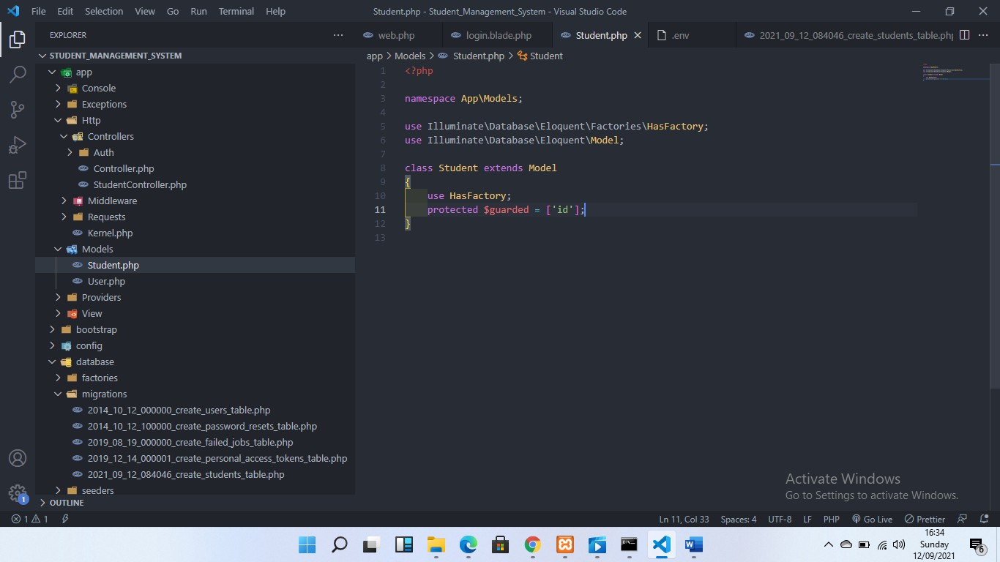 File Edit Selection View Go Run Terminal Help
Student.php - Student_Management_System - Visual Studio Code
EXPLORER
web.php
login.blade.php
Student.php
.env
2021_09_12_084046_create_students_table.php
STUDENT_MANAGEMENT_SYSTEM
app
Console
Exceptions
Http
Controllers
Auth
Controller.php
StudentController.php
Middleware
Requests
Kernel.php
Models
Student.php
User.php
Providers
View
bootstrap
config
database
factories
migrations
2014_10_12_000000_create_users_table.php
2014_10_12_100000_create_password_resets_table.php
2019_08_19_000000_create_failed_jobs_table.php
2019_12_14_000001_create_personal_access_tokens_table.php
2021_09_12_084046_create_students_table.php
seeders
OUTLINE
app > Models > Student.php > Student
1 <?php
2
3 namespace App\Models;
4
5 use Illuminate\Database\Eloquent\Factories\HasFactory;
6 use Illuminate\Database\Eloquent\Model;
7
8 class Student extends Model
9 {
10 use HasFactory;
11 protected $guarded = ['id'];
12 }
13
Activate Windows
Go to Settings to activate Windows.
1
1 1
Ln 11, Col 33 Spaces: 4 UTF-8 LF PHP Go Live Prettier
16:34
Sunday
12/09/2021
6